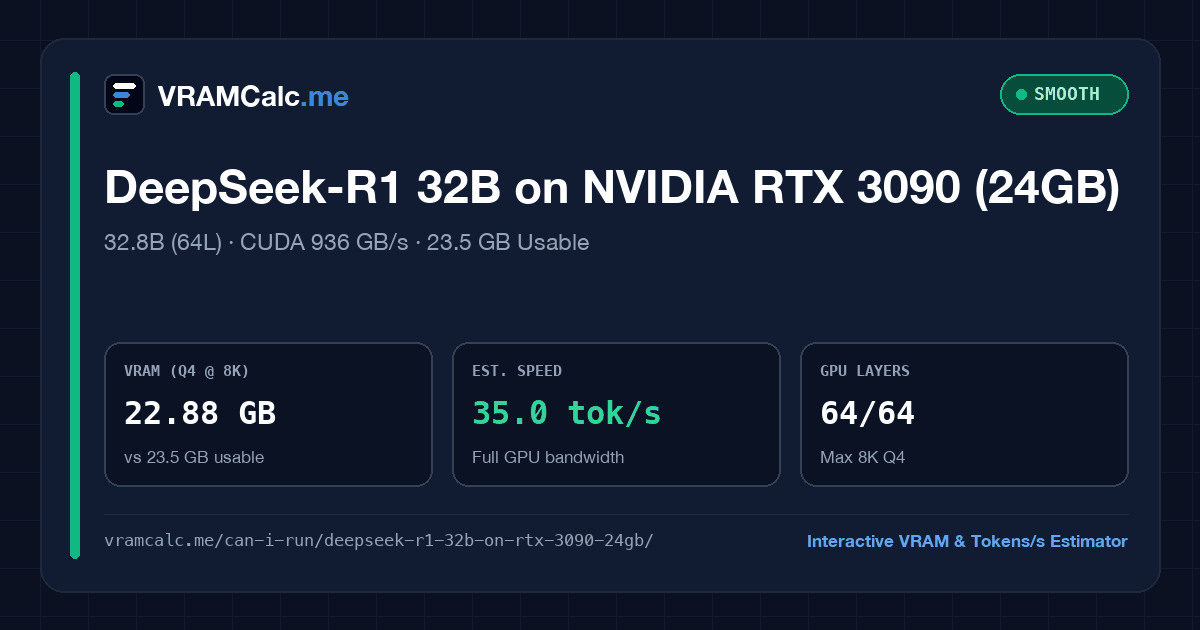 VRAMCalc.me
SMOOTH
DeepSeek-R1 32B on NVIDIA RTX 3090 (24GB)
32.8B (64L) · CUDA 936 GB/s · 23.5 GB Usable
VRAM (Q4 @ 8K)
22.88 GB
vs 23.5 GB usable
EST. SPEED
35.0 tok/s
Full GPU bandwidth
GPU LAYERS
64/64
Max 8K Q4
vramcalc.me/can-i-run/deepseek-r1-32b-on-rtx-3090-24gb/
Interactive VRAM & Tokens/s Estimator